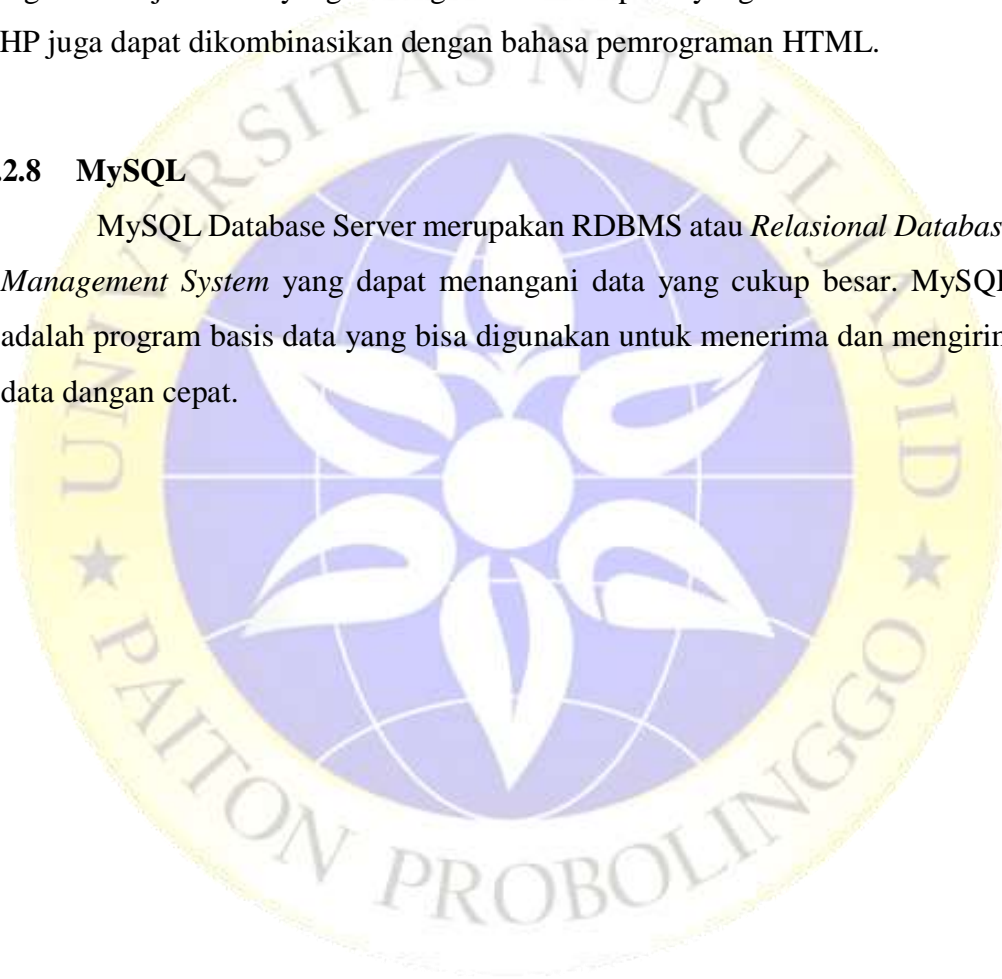 HP juga dapat dikombinasikan dengan bahasa pemrograman HTML.
.2.8 MySQL
MySQL Database Server merupakan RDBMS atau Relasional Databas
Management System yang dapat menangani data yang cukup besar. MySQ
adalah program basis data yang bisa digunakan untuk menerima dan mengirin
data dangan cepat.
UNIVERSITAS NURUL JADID
★ PAITON PROBOLINGGO ★